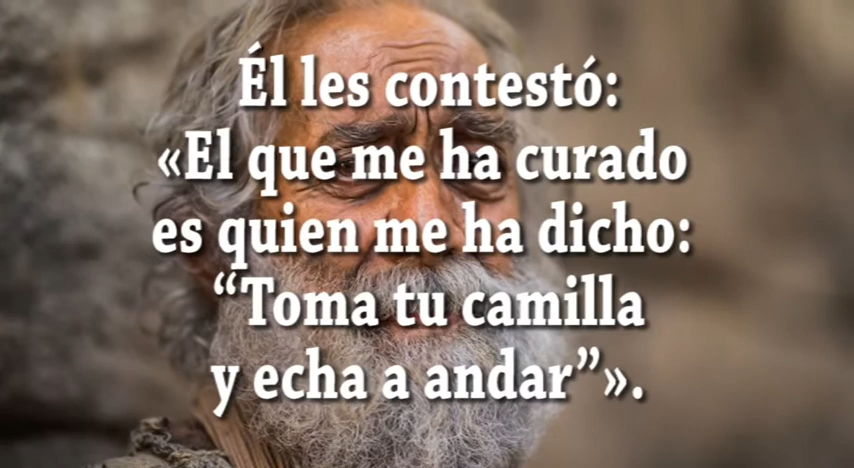 Él les contestó:
«El que me ha curado
es quien me ha dicho:
“Toma tu camilla
y echa a andar”».